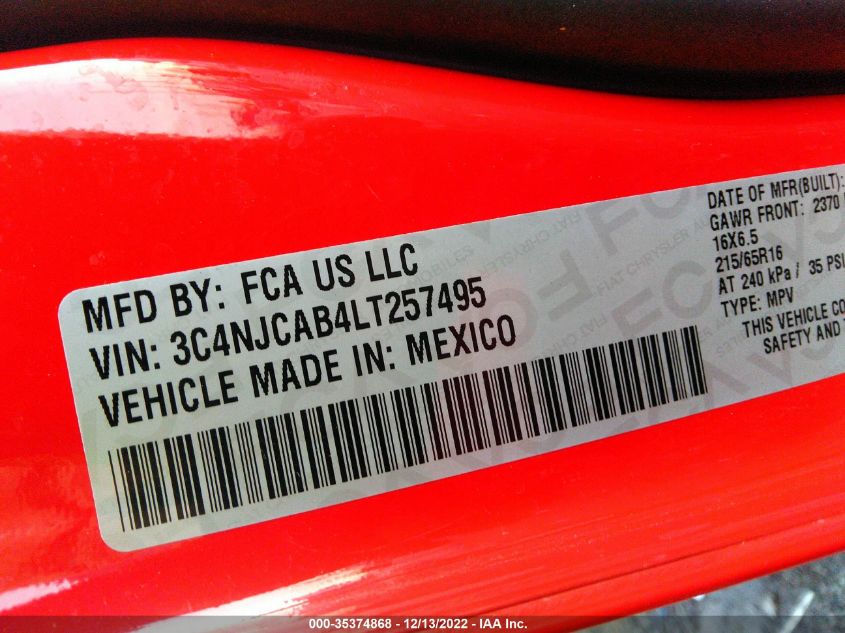 MFD BY: FCA US LLC
VIN: 3C4NJCAB4LT257495
VEHICLE MADE IN: MEXICO
DATE OF MFR(BUILT):
GAWR FRONT: 2370
16X6.5
215/65R16
AT 240 kPa / 35 PSI
TYPE: MPV
THIS VEHICLE CO
SAFETY AND
000-35374868 - 12/13/2022 - IAA Inc.